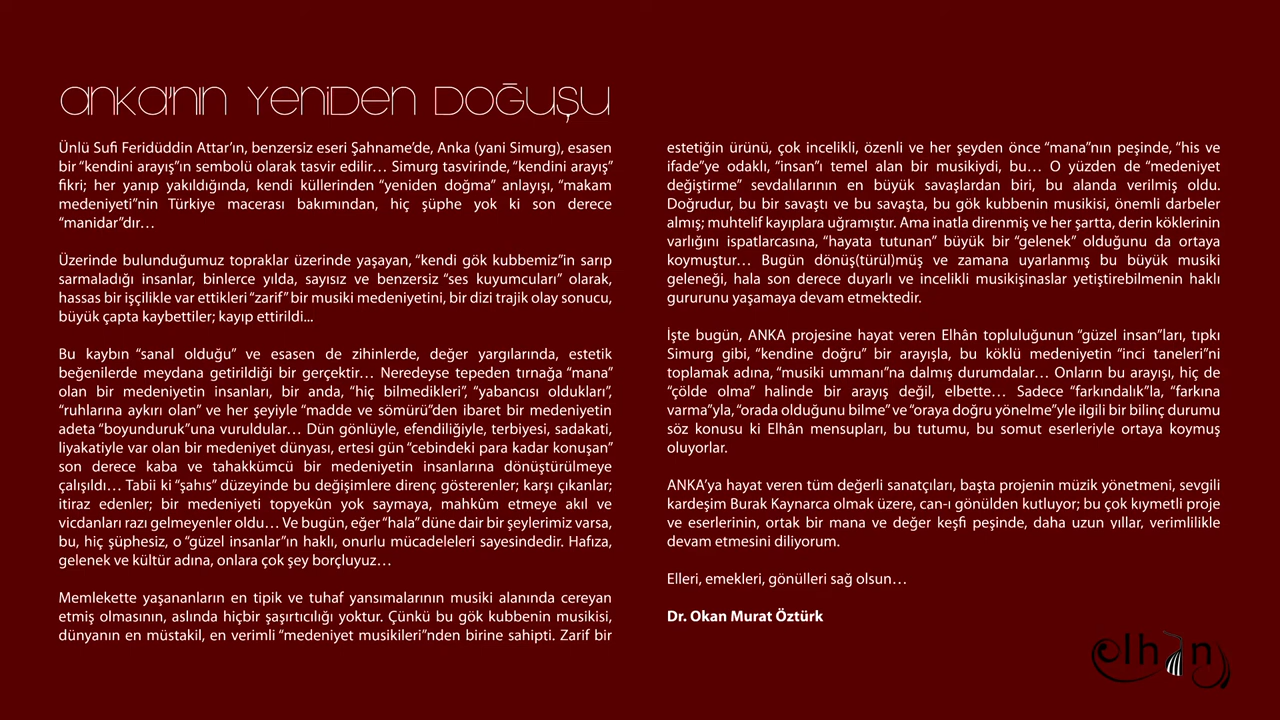 ANKA'NIN YENİDEN DOĞUŞU
Ünlü Sufi Feridüddin Attar’ın, benzersiz eseri Şahname’de, Anka (yani Simurg), esasen
bir “kendini arayış”ın sembolü olarak tasvir edilir… Simurg tasvirinde, “kendini arayış”
fikri; her yanıp yakıldığında, kendi küllerinden “yeniden doğma” anlayışı, “makam
medeniyeti”nin Türkiye macerası bakımından, hiç şüphe yok ki son derece
“manidar”dır…
Üzerinde bulunduğumuz topraklar üzerinde yaşayan, “kendi gök kubbemiz”in sarıp
sarmaladığı insanlar, binlerce yılda, sayısız ve benzersiz “ses kuyumcuları” olarak,
hassas bir işçilikle var ettikleri “zarif” bir musiki medeniyetini, bir dizi trajik olay sonucu,
büyük çapta kaybettiler; kayıp ettirildi...
Bu kaybın “sanal olduğu” ve esasen de zihinlerde, değer yargılarında, estetik
beğenilerde meydana getirildiği bir gerçektir… Neredeyse tepeden tırnağa “mana”
olan bir medeniyetin insanları, bir anda, “hiç bilmedikleri”, “yabancısı oldukları”,
“ruhlarına aykırı olan” ve her şeyiyle “madde ve sömürü”den ibaret bir medeniyetin
adeta “boyunduruk”una vuruldular… Dün gönlüyle, efendiliğiyle, terbiyesi, sadakati,
liyakatiyle var olan bir medeniyet dünyası, ertesi gün “cebindeki para kadar konuşan”
son derece kaba ve tahakkümcü bir medeniyetin insanlarına dönüştürülmeye
çalışıldı… Tabii ki “şahıs” düzeyinde bu değişimlere direnç gösterenler; karşı çıkanlar;
itiraz edenler; bir medeniyeti topyekûn yok saymaya, mahkûm etmeye akıl ve
vicdanları razı gelmeyenler oldu… Ve bugün, eğer “hala” düne dair bir şeylerimiz varsa,
bu, hiç şüphesiz, o “güzel insanlar”ın haklı, onurlu mücadeleleri sayesindedir. Hafıza,
gelenek ve kültür adına, onlara çok şey borçluyuz…
Memlekette yaşananların en tipik ve tuhaf yansımalarının musiki alanında cereyan
etmiş olmasının, aslında hiçbir şaşırtıcılığı yoktur. Çünkü bu gök kubbenin musikisi,
dünyanın en müstakil, en verimli “medeniyet musikileri”nden birine sahipti. Zarif bir
estetiğin ürünü, çok incelikli, özenli ve her şeyden önce “mana”nın peşinde, “his ve
ifade”ye odaklı, “insan”ı temel alan bir musikiydi, bu… O yüzden de “medeniyet
değiştirme” sevdalılarının en büyük savaşlardan biri, bu alanda verilmiş oldu.
Doğrudur, bu bir savaştı ve bu savaşta, bu gök kubbenin musikisi, önemli darbeler
almış; muhtelif kayıplara uğramıştır. Ama inatla direnmiş ve her şartta, derin köklerinin
varlığını ispatlarcasına, “hayata tutunan” büyük bir “gelenek” olduğunu da ortaya
koymuştur… Bugün dönüş(türül)müş ve zamana uyarlanmış bu büyük musiki
geleneği, hala son derece duyarlı ve incelikli musikişinaslar yetiştirebilmenin haklı
gururunu yaşamaya devam etmektedir.
İşte bugün, ANKA projesine hayat veren Elhân topluluğunun “güzel insan”ları, tıpkı
Simurg gibi, “kendine doğru” bir arayışla, bu köklü medeniyetin “inci taneleri”ni
toplamak adına, “musiki ummanı”na dalmış durumdalar… Onların bu arayışı, hiç de
“çölde olma” halinde bir arayış değil, elbette… Sadece “farkındalık”la, “farkına
varma”yla, “orada olduğunu bilme” ve “oraya doğru yönelme”yle ilgili bir bilinç durumu
söz konusu ki Elhân mensupları, bu tutumu, bu somut eserleriyle ortaya koymuş
oluyorlar.
ANKA’ya hayat veren tüm değerli sanatçıları, başta projenin müzik yönetmeni, sevgili
kardeşim Burak Kaynarca olmak üzere, can-ı gönülden kutluyor; bu çok kıymetli proje
ve eserlerinin, ortak bir mana ve değer keşfi peşinde, daha uzun yıllar, verimlilikle
devam etmesini diliyorum.
Elleri, emekleri, gönülleri sağ olsun…
Dr. Okan Murat Öztürk
elhân